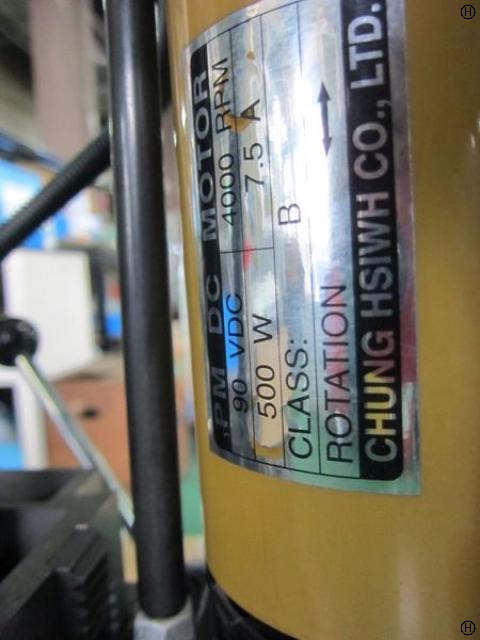 PM DC MOTOR
90 VDC 4000 RPM
500 W 7.5 A
CLASS: B
ROTATION ↔
CHUNG HSIWH CO., LTD.
H
H